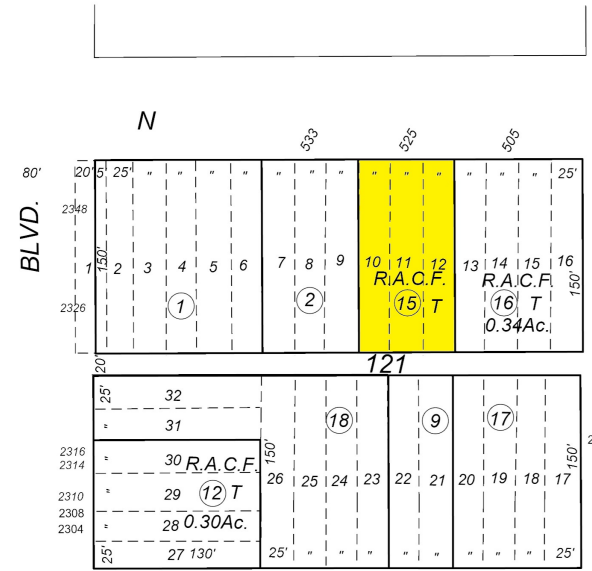 N
533 525 505
80' 20' 5' 25' " " " " " " " " " " " " 25'
2348
BLVD.
1 150' 2 3 4 5 6 7 8 9 10 11 12 13 14 15 16 150'
R.A.C.F. R.A.C.F.
2326 1 2 15 T 16 T
0.34Ac.
20' 121
25' 32
" 31 18 9 17
2316 " 30 R.A.C.F. 150' 150' 2
2314
2310 " 29 12 T 26 25 24 23 22 21 20 19 18 17
2308
2304 " 28 0.30Ac.
25' 27 130' 25' " " " " " " " " 25'